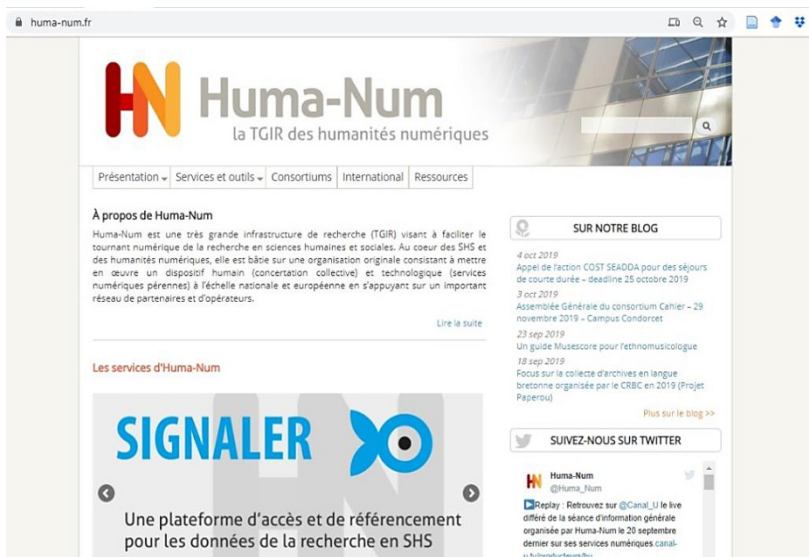 huma-num.fr
HN Huma-Num
la TGIR des humanités numériques
Présentation Services et outils Consortiums International Ressources
À propos de Huma-Num
Huma-Num est une très grande infrastructure de recherche (TGIR) visant à faciliter le
tournant numérique de la recherche en sciences humaines et sociales. Au coeur des SHS et
des humanités numériques, elle est bâtie sur une organisation originale consistant à mettre
en œuvre un dispositif humain (concertation collective) et technologique (services
numériques pérennes) à l'échelle nationale et européenne en s'appuyant sur un important
réseau de partenaires et d'opérateurs.
Lire la suite
Les services d'Huma-Num
SIGNALER
Une plateforme d'accès et de référencement
pour les données de la recherche en SHS
SUR NOTRE BLOG
4 oct 2019
Appel de l'action COST SEADDA pour des séjours
de courte durée – deadline 25 octobre 2019
3 oct 2019
Assemblée Générale du consortium Cahier – 29
novembre 2019 – Campus Condorcet
23 sep 2019
Un guide Musescore pour l'ethnomusicologue
18 sep 2019
Focus sur la collecte d'archives en langue
bretonne organisée par le CRBC en 2019 (Projet
Paperou)
Plus sur le blog >>
SUIVEZ-NOUS SUR TWITTER
HN Huma-Num
@Huma_Num
Replay : Retrouvez sur @Canal_U le live
différé de la séance d'information générale
organisée par Huma-Num le 20 septembre
dernier sur ses services numériques.canal-